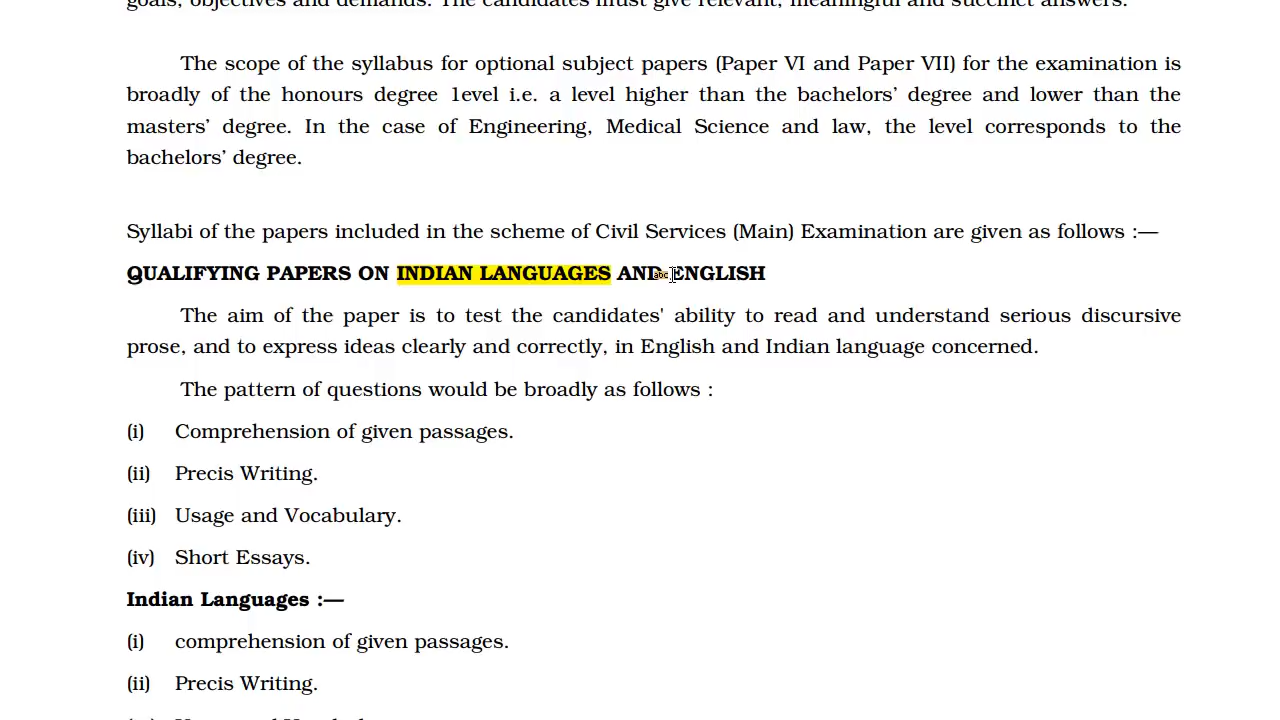 goals, objectives and demands. The candidates must give relevant, meaningful and succinct answers.
The scope of the syllabus for optional subject papers (Paper VI and Paper VII) for the examination is
broadly of the honours degree 1evel i.e. a level higher than the bachelors’ degree and lower than the
masters’ degree. In the case of Engineering, Medical Science and law, the level corresponds to the
bachelors’ degree.
Syllabi of the papers included in the scheme of Civil Services (Main) Examination are given as follows :—
QUALIFYING PAPERS ON INDIAN LANGUAGES AND ENGLISH
The aim of the paper is to test the candidates' ability to read and understand serious discursive
prose, and to express ideas clearly and correctly, in English and Indian language concerned.
The pattern of questions would be broadly as follows :
(i) Comprehension of given passages.
(ii) Precis Writing.
(iii) Usage and Vocabulary.
(iv) Short Essays.
Indian Languages :—
(i) comprehension of given passages.
(ii) Precis Writing.